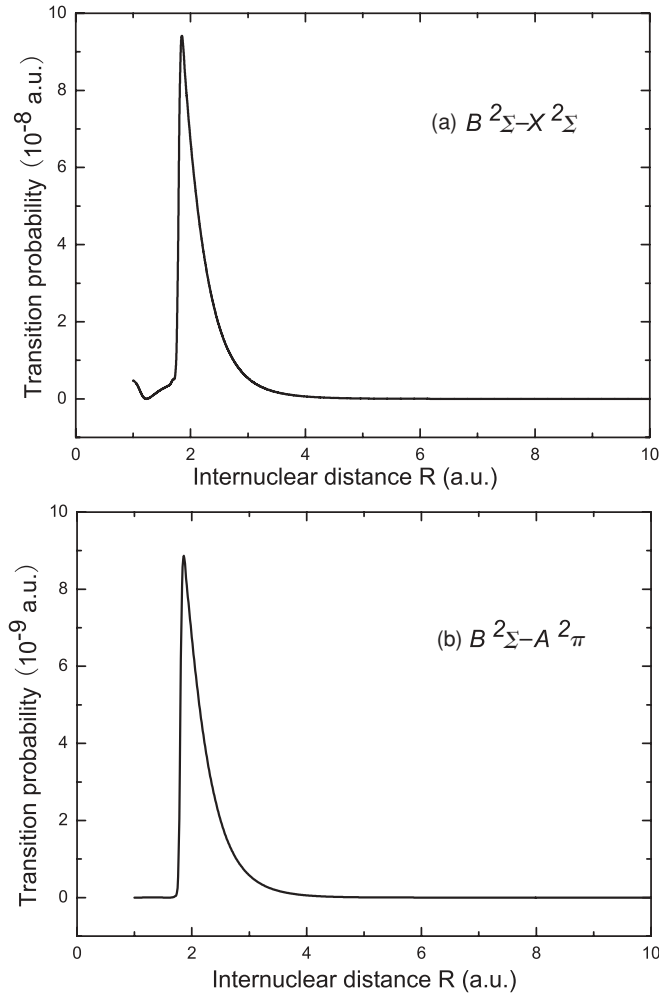 10
8
6
4
2
0
Transition probability (10⁻⁸ a.u.)
(a) B ²Σ–X ²Σ
0 2 4 6 8 10
Internuclear distance R (a.u.)
10
8
6
4
2
0
Transition probability (10⁻⁹ a.u.)
(b) B ²Σ–A ²π
0 2 4 6 8 10
Internuclear distance R (a.u.)